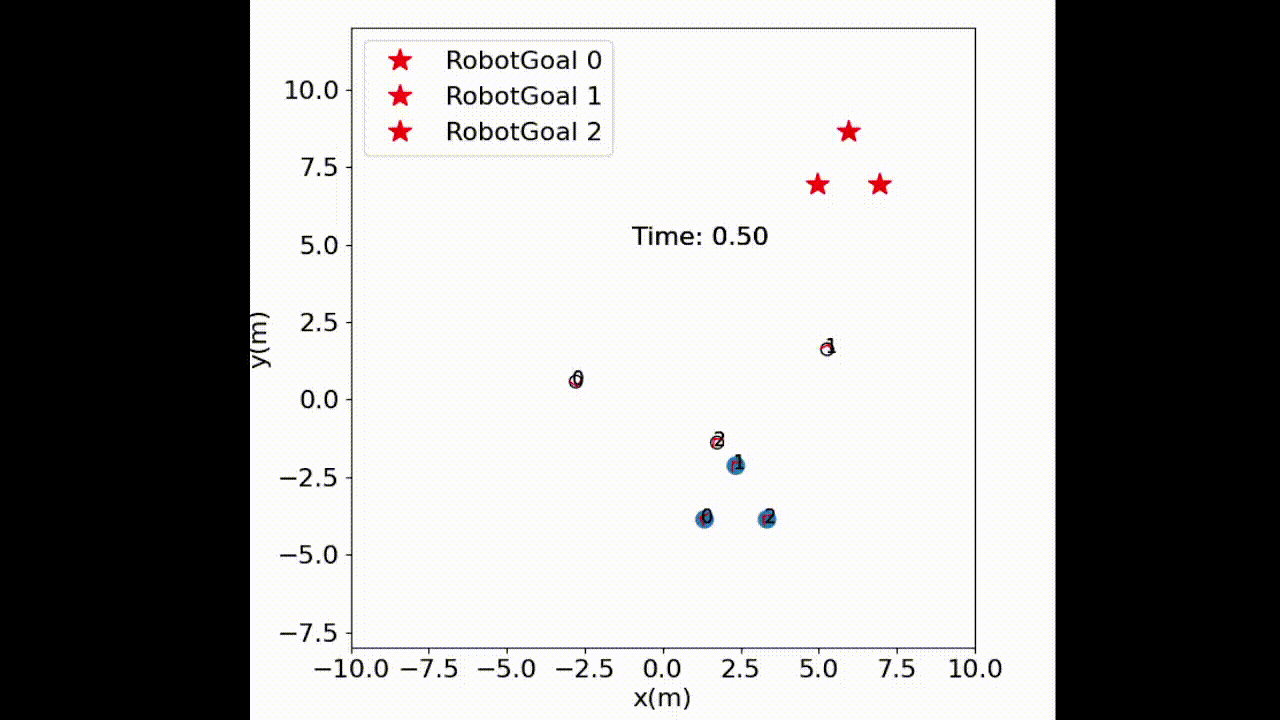 RobotGoal 0
RobotGoal 1
RobotGoal 2
10.0
7.5
5.0
2.5
0.0
−2.5
−5.0
−7.5
y(m)
Time: 0.50
1
0
2
1
0
2
−10.0 −7.5 −5.0 −2.5 0.0 2.5 5.0 7.5 10.0
x(m)